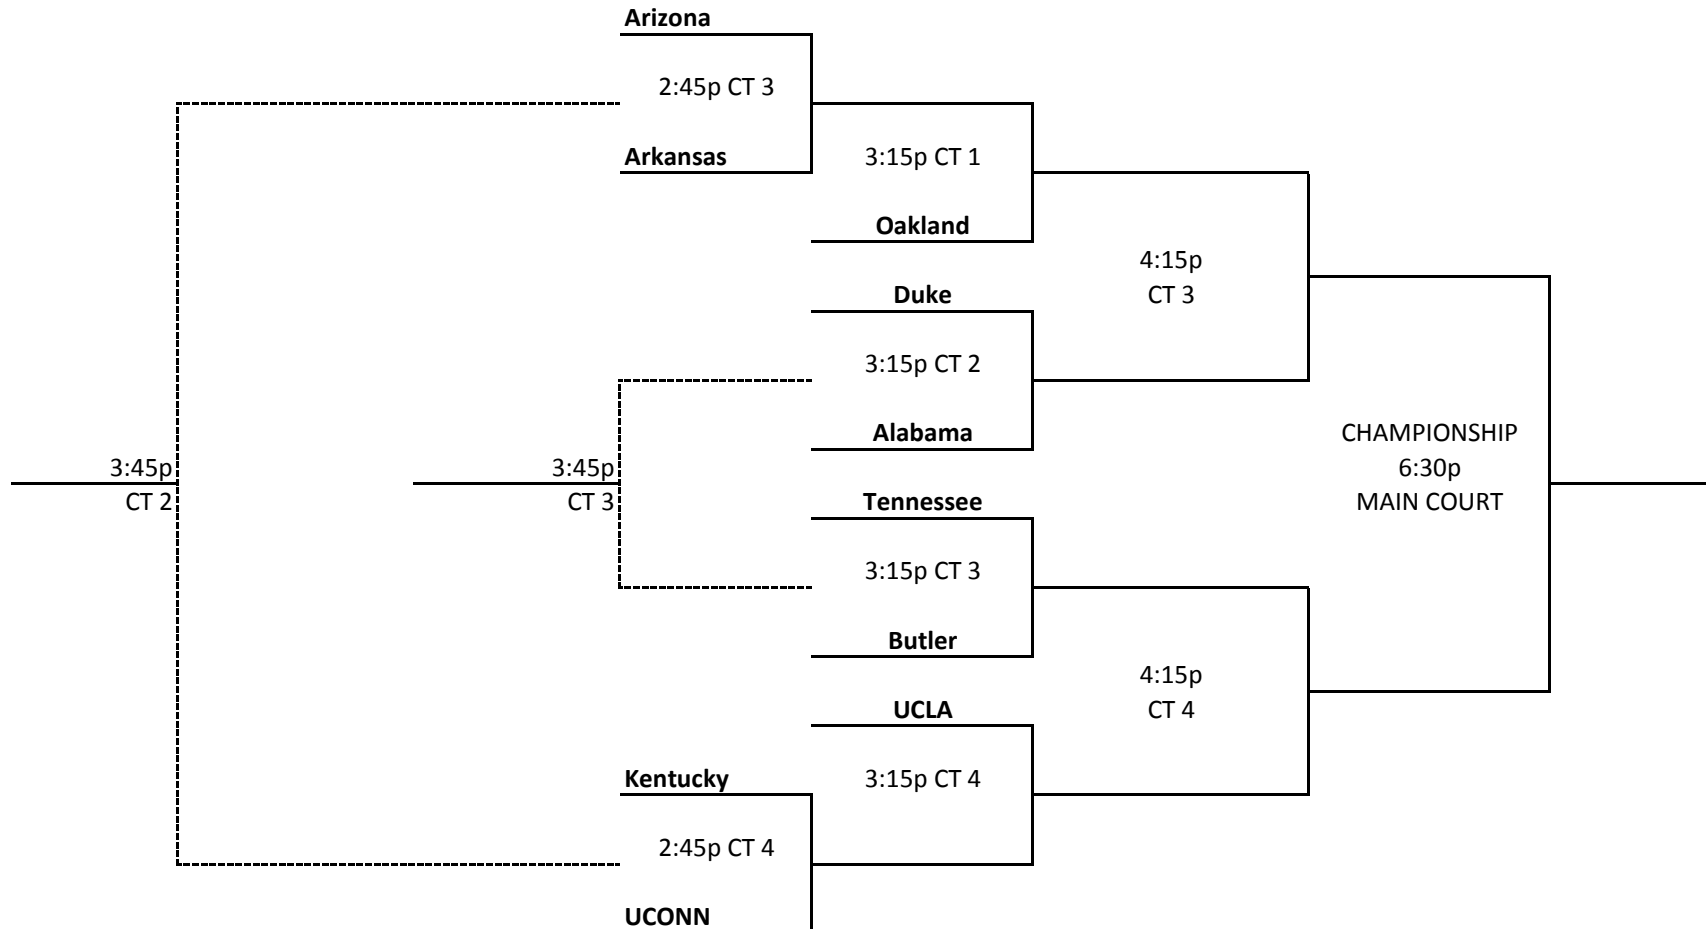 Arizona
2:45p CT 3
Arkansas
3:15p CT 1
Oakland
4:15p
CT 3
Duke
3:15p CT 2
Alabama
CHAMPIONSHIP
6:30p
MAIN COURT
3:45p
CT 2
3:45p
CT 3
Tennessee
3:15p CT 3
Butler
4:15p
CT 4
UCLA
Kentucky
3:15p CT 4
2:45p CT 4
UCONN